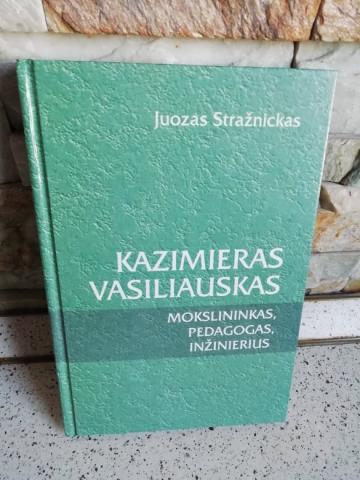 Juozas Stražnickas
KAZIMIERAS
VASILIAUSKAS
MOKSLININKAS,
PEDAGOGAS,
INŽINIERIUS